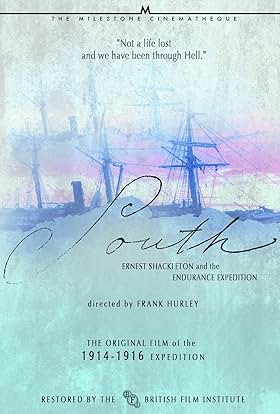 THE MILESTONE CINEMATHEQUE
"Not a life lost
and we have been through Hell."
South
ERNEST SHACKLETON and the
ENDURANCE EXPEDITION
directed by FRANK HURLEY
THE ORIGINAL FILM of the
1914-1916 EXPEDITION
RESTORED BY THE BFI BRITISH FILM INSTITUTE